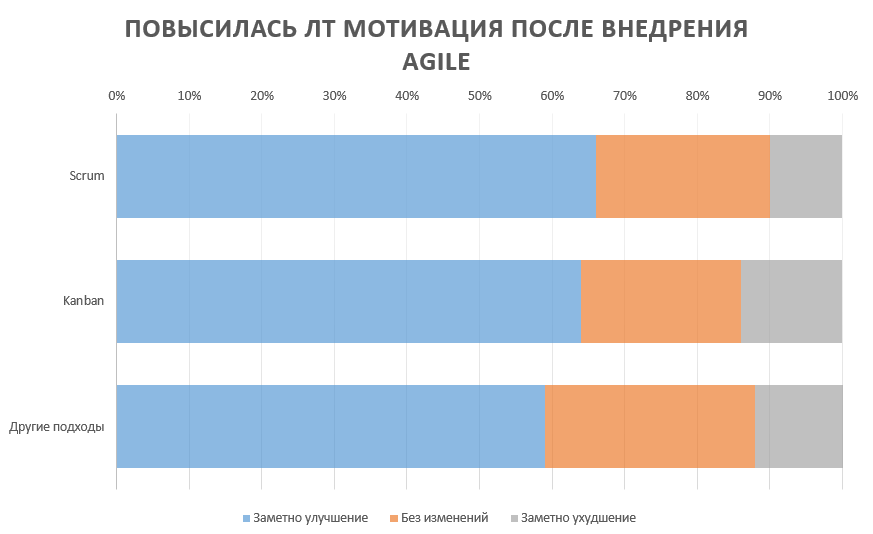 ПОВЫСИЛАСЬ ЛТ МОТИВАЦИЯ ПОСЛЕ ВНЕДРЕНИЯ
AGILE
0% 10% 20% 30% 40% 50% 60% 70% 80% 90% 100%
Scrum
Kanban
Другие подходы
Заметно улучшение Без изменений Заметно ухудшение